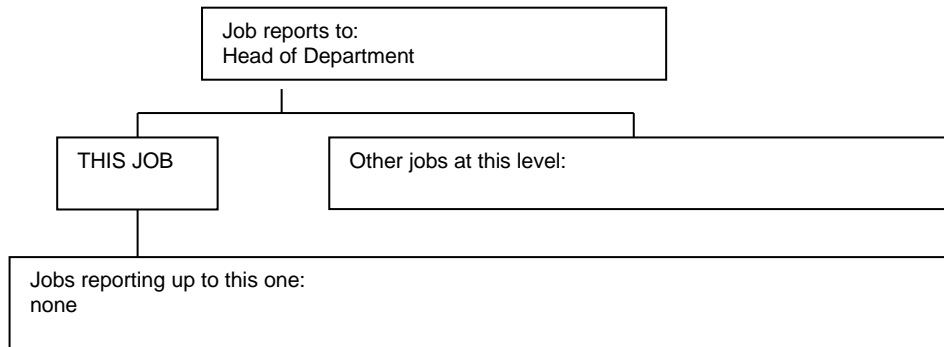 Job reports to:
Head of Department
THIS JOB
Other jobs at this level:
Jobs reporting up to this one:
none